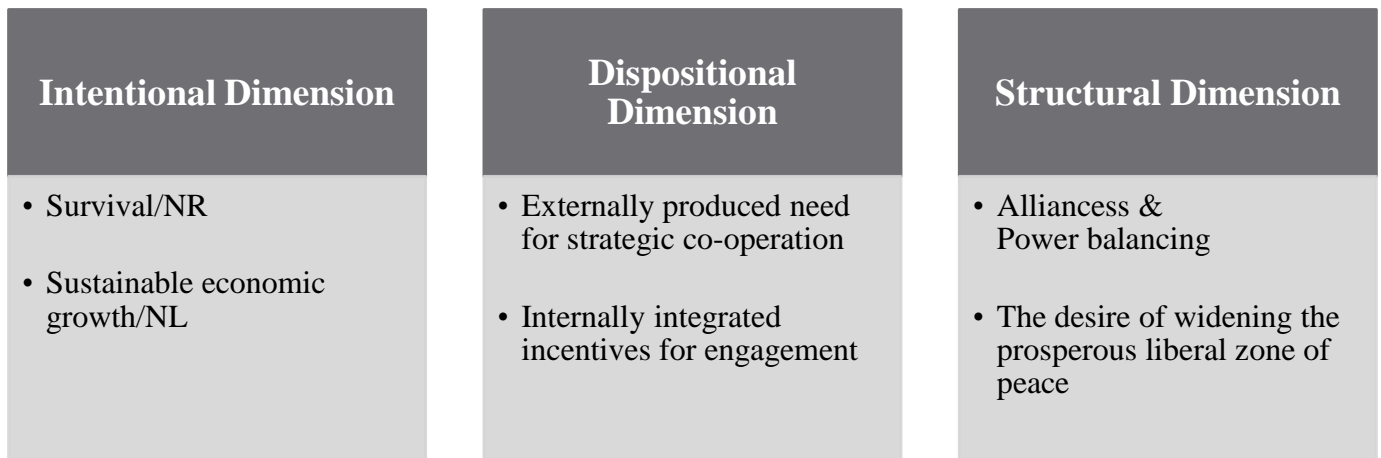 Intentional Dimension
• Survival/NR
• Sustainable economic
growth/NL
Dispositional
Dimension
• Externally produced need
for strategic co-operation
• Internally integrated
incentives for engagement
Structural Dimension
• Alliancess &
Power balancing
• The desire of widening the
prosperous liberal zone of
peace